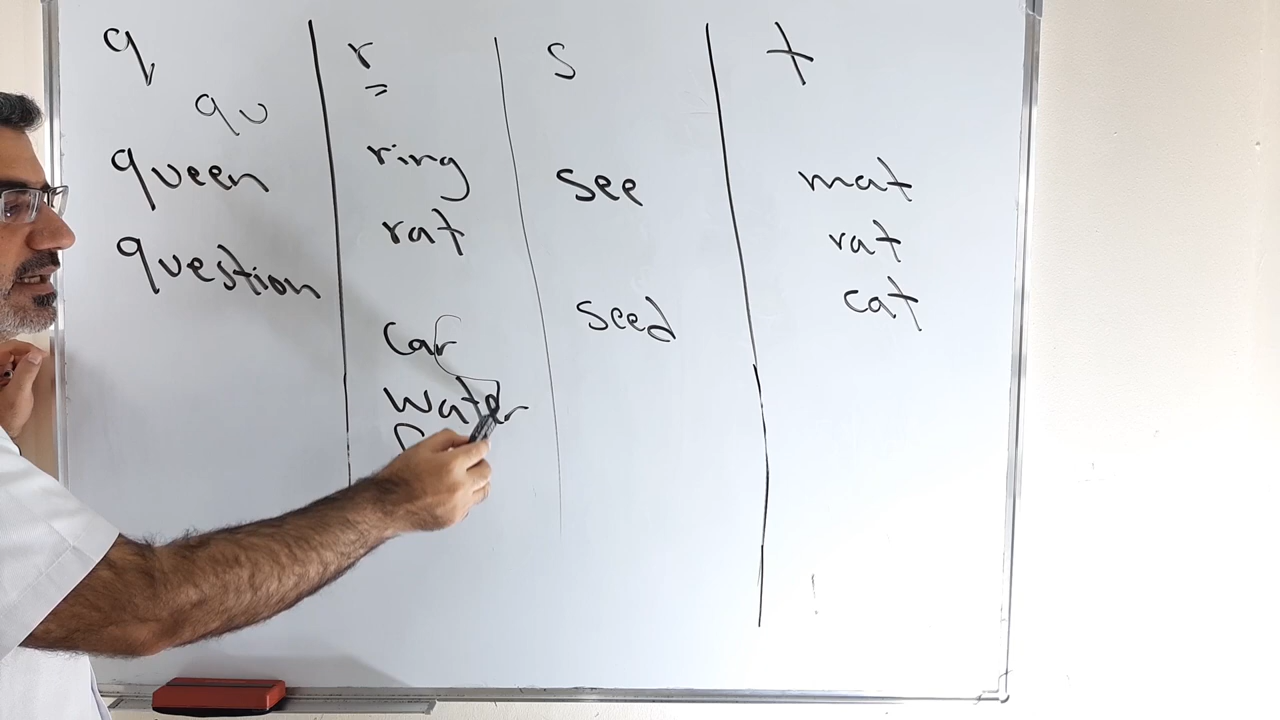 q
qu
queen
question
r
ring
rat
car
water
s
see
seed
t
mat
rat
cat